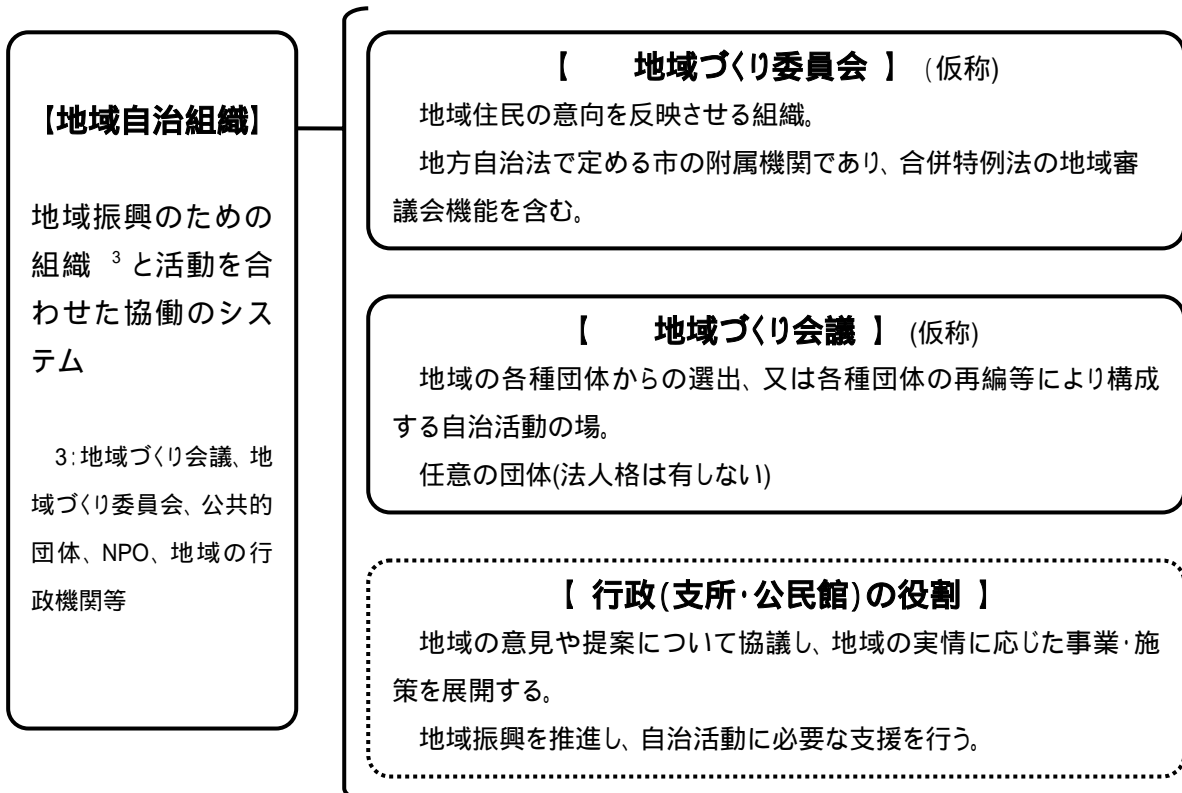 【地域自治組織】
地域振興のための
組織 3 と活動を合
わせた協働のシス
テム
3:地域づくり会議、地
域づくり委員会、公共的
団体、NPO、地域の行
政機関等
【　　地域づくり委員会 】 (仮称)
地域住民の意向を反映させる組織。
地方自治法で定める市の附属機関であり、合併特例法の地域審
議会機能を含む。
【　　地域づくり会議 】 (仮称)
地域の各種団体からの選出、又は各種団体の再編等により構成
する自治活動の場。
任意の団体(法人格は有しない)
【 行政(支所・公民館)の役割 】
地域の意見や提案について協議し、地域の実情に応じた事業・施
策を展開する。
地域振興を推進し、自治活動に必要な支援を行う。